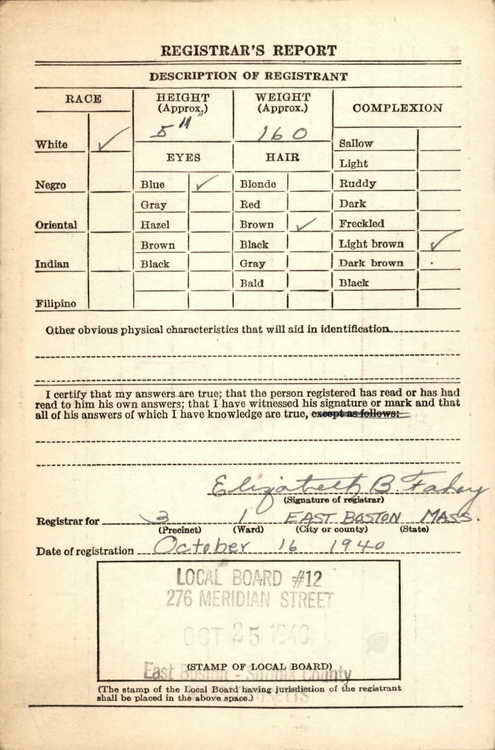 REGISTRAR'S REPORT
DESCRIPTION OF REGISTRANT
RACE
HEIGHT (Approx.)
WEIGHT (Approx.)
COMPLEXION
5 11"
160
White ✓
Sallow
EYES
HAIR
Light
Negro
Blue ✓
Blonde
Ruddy
Gray
Red
Dark
Oriental
Hazel
Brown ✓
Freckled
Brown
Black
Light brown ✓
Indian
Black
Gray
Dark brown
Bald
Black
Filipino
Other obvious physical characteristics that will aid in identification
I certify that my answers are true; that the person registered has read or has had
read to him his own answers; that I have witnessed his signature or mark and that
all of his answers of which I have knowledge are true, except as follows:
Elizabeth B. Fahey
(Signature of registrar)
Registrar for 3 1 EAST BOSTON MASS.
(Precinct) (Ward) (City or county) (State)
Date of registration October 16 1940
LOCAL BOARD #12
276 MERIDIAN STREET
OCT 25 1940
(STAMP OF LOCAL BOARD)
East Boston - Suffolk County
(The stamp of the Local Board having jurisdiction of the registrant
shall be placed in the above space.)